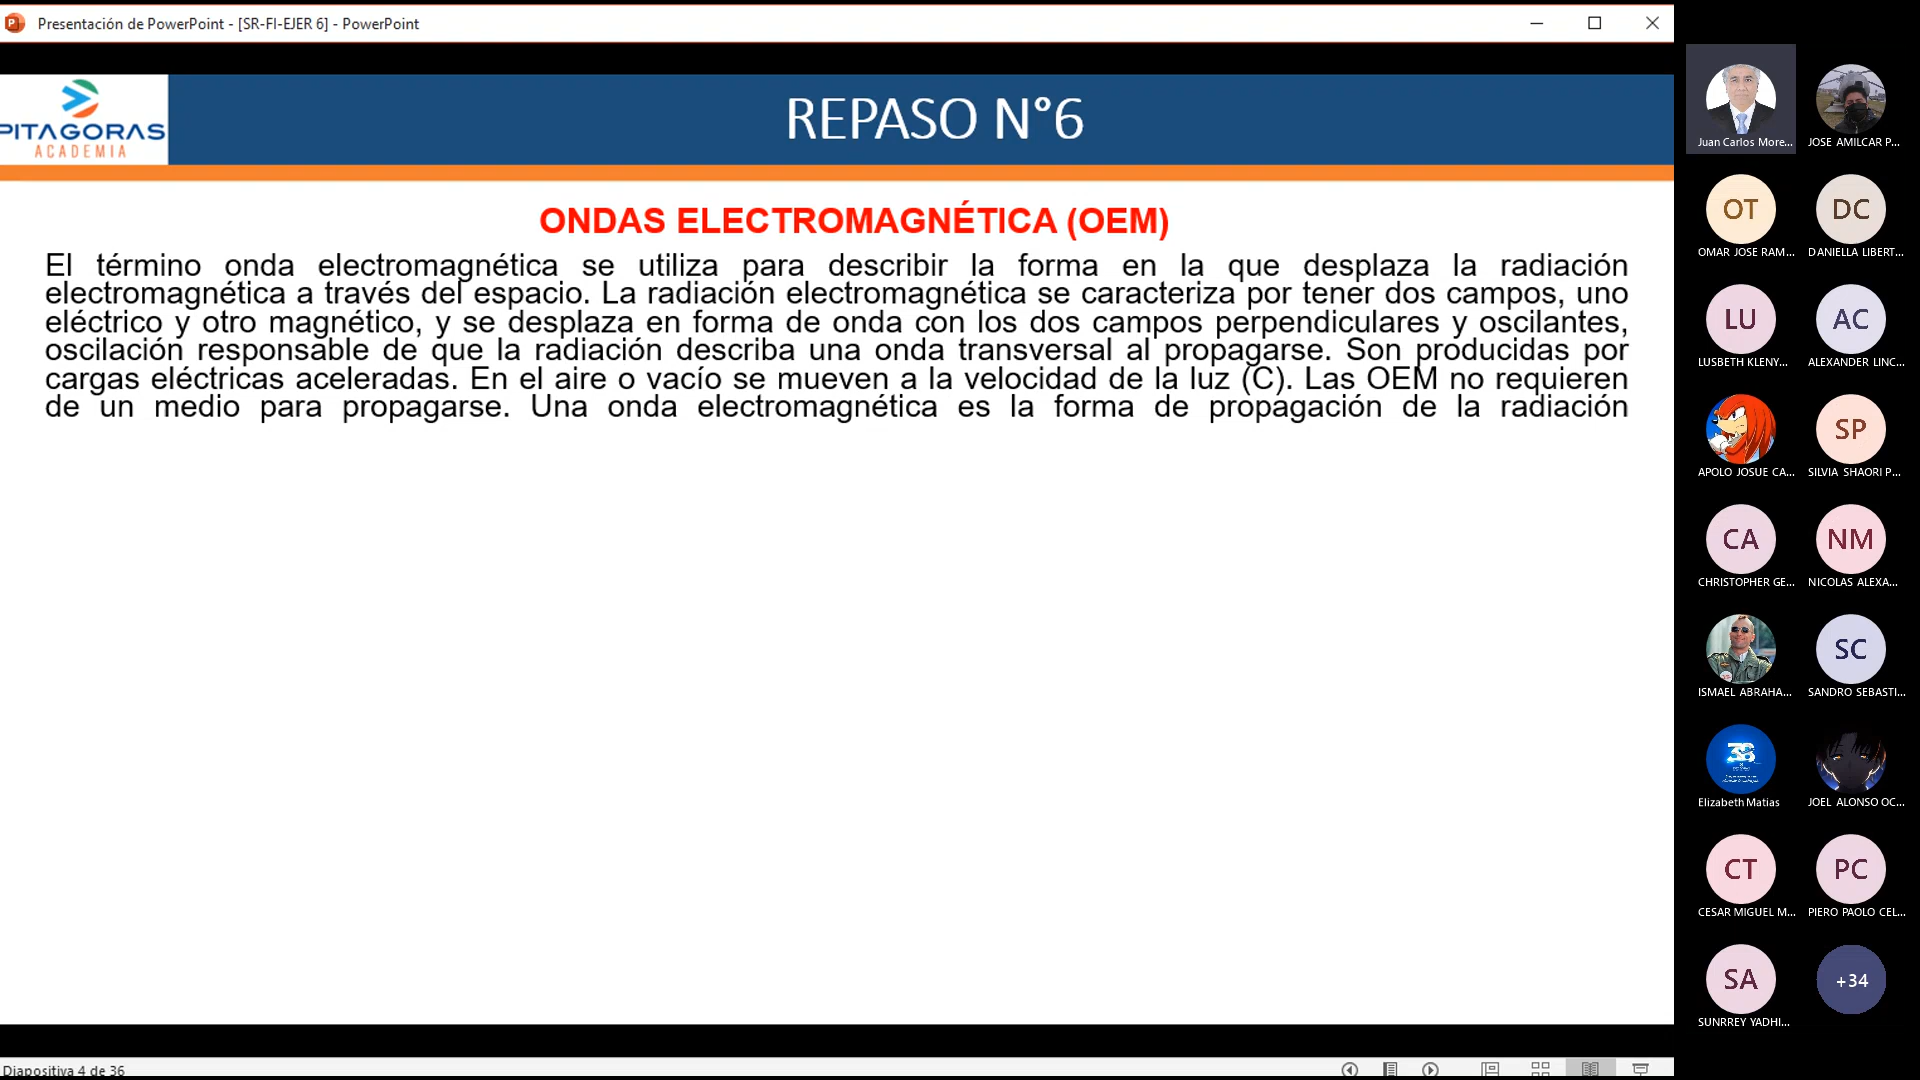 Presentación de PowerPoint - [SR-FI-EJER 6] - PowerPoint
PITAGORAS
ACADEMIA
REPASO N°6
ONDAS ELECTROMAGNÉTICA (OEM)
El término onda electromagnética se utiliza para describir la forma en la que desplaza la radiación
electromagnética a través del espacio. La radiación electromagnética se caracteriza por tener dos campos, uno
eléctrico y otro magnético, y se desplaza en forma de onda con los dos campos perpendiculares y oscilantes,
oscilación responsable de que la radiación describa una onda transversal al propagarse. Son producidas por
cargas eléctricas aceleradas. En el aire o vacío se mueven a la velocidad de la luz (C). Las OEM no requieren
de un medio para propagarse. Una onda electromagnética es la forma de propagación de la radiación
Diapositiva 4 de 36
Juan Carlos More...
JOSE AMILCAR P...
OT
OMAR JOSE RAM...
DC
DANIELLA LIBERT...
LU
LUSBETH KLENY...
AC
ALEXANDER LINC...
APOLO JOSUE CA...
SP
SILVIA SHAORI P...
CA
CHRISTOPHER GE...
NM
NICOLAS ALEXA...
ISMAEL ABRAHA...
SC
SANDRO SEBASTI...
Elizabeth Matias
JOEL ALONSO OC...
CT
CESAR MIGUEL M...
PC
PIERO PAOLO CEL...
SA
SUNRREY YADHI...
+34